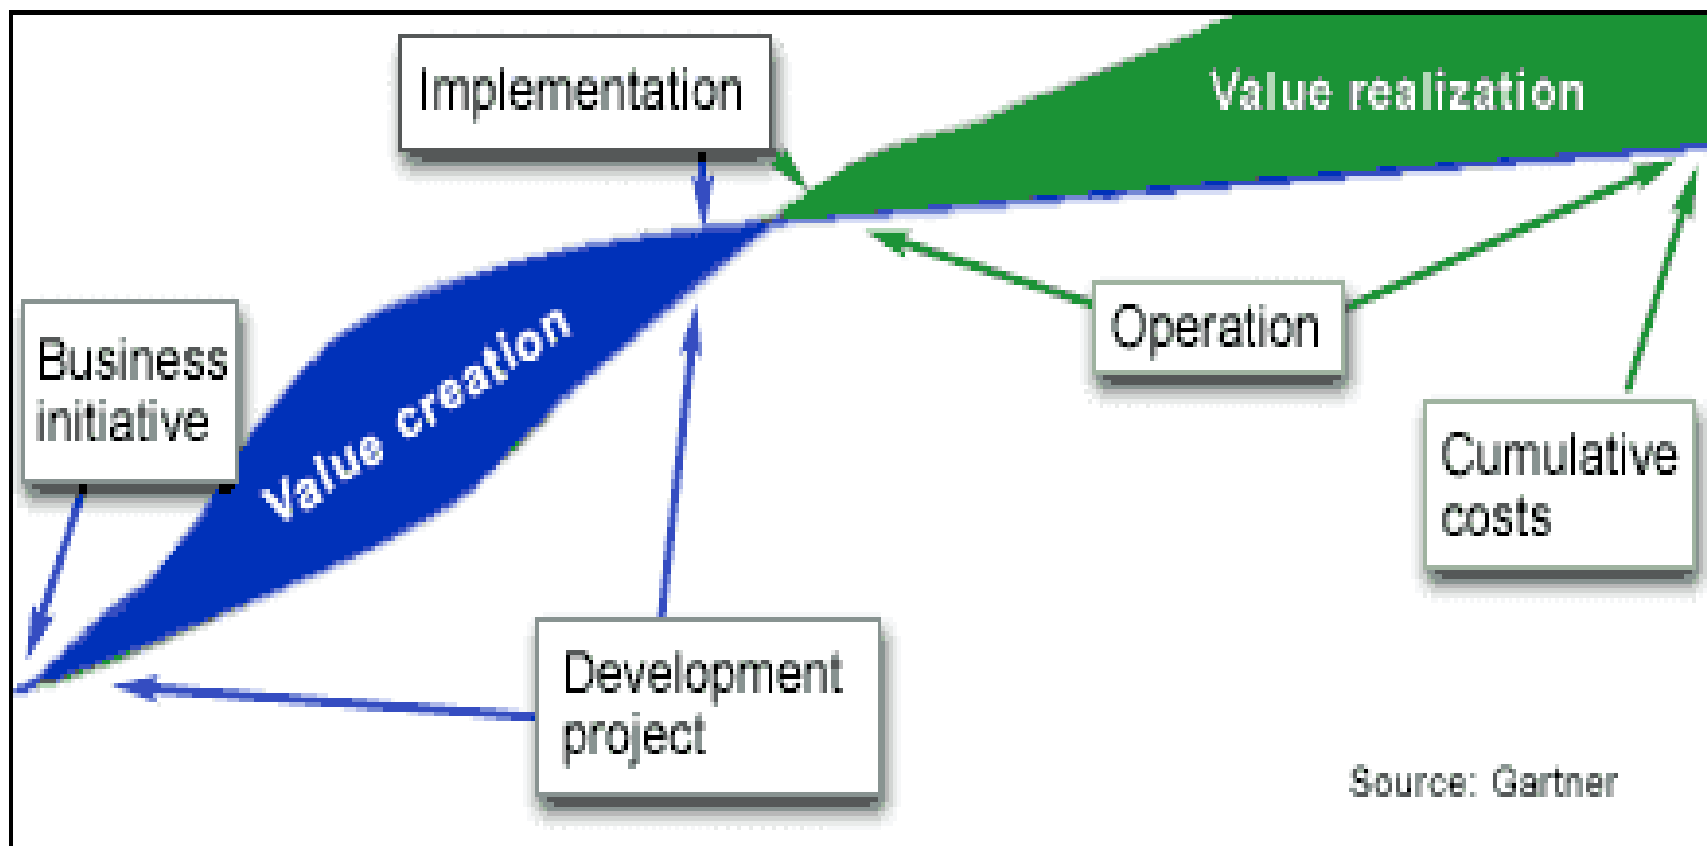 Implementation
Value realization
Business
initiative
Value creation
Operation
Cumulative
costs
Development
project
Source: Gartner